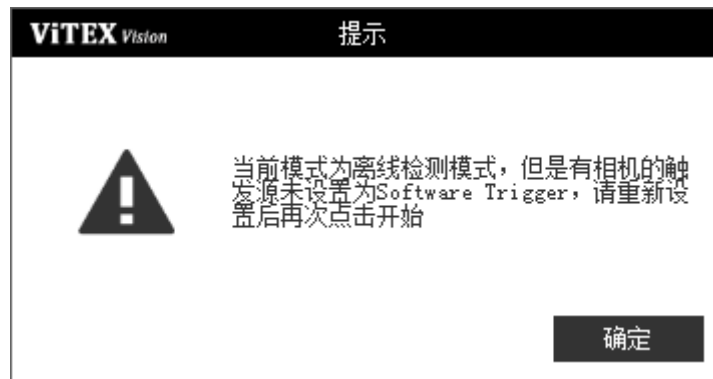 ViTEX Vision
提示
当前模式为离线检测模式，但是有相机的触
发源未设置为Software Trigger，请重新设
置后再次点击开始
确定